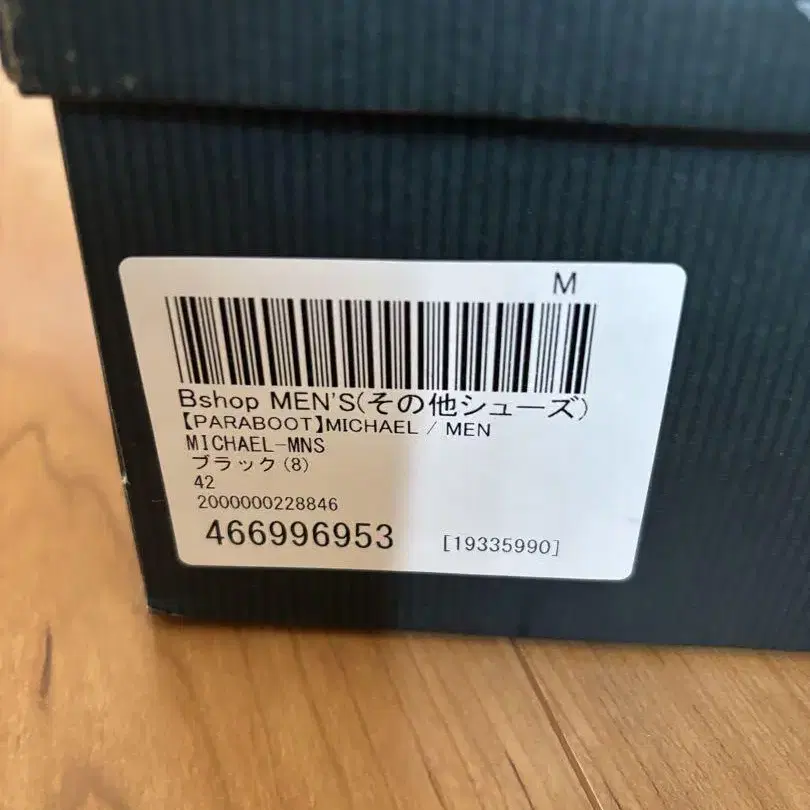 M
Bshop MEN'S(その他シューズ)
【PARABOOT】MICHAEL / MEN
MICHAEL-MNS
ブラック(8)
42
2000000228846
466996953 [19335990]